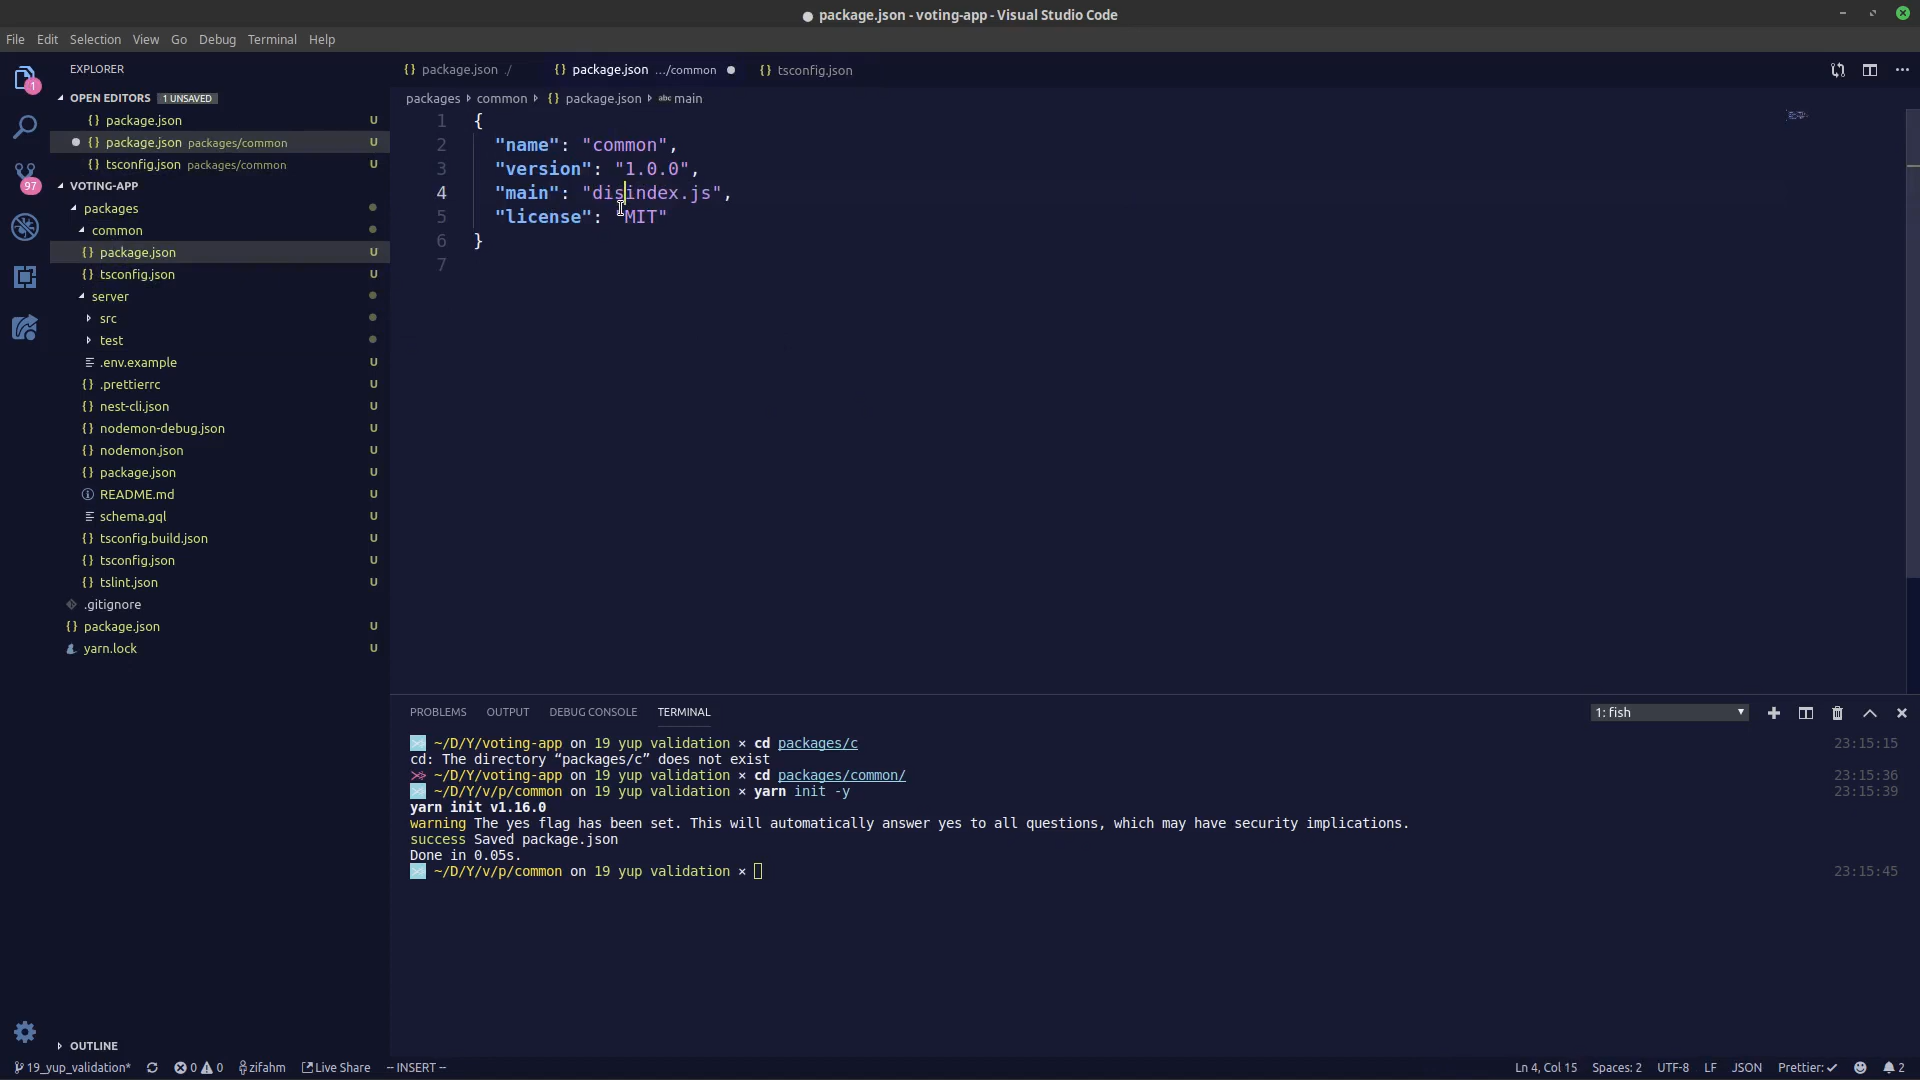 package.json - voting-app - Visual Studio Code
File Edit Selection View Go Debug Terminal Help
EXPLORER
OPEN EDITORS 1 UNSAVED
package.json U
package.json packages/common U
tsconfig.json packages/common U
VOTING-APP
packages
common
package.json U
tsconfig.json U
server
src
test
.env.example U
.prettierrc U
nest-cli.json U
nodemon-debug.json U
nodemon.json U
package.json U
README.md U
schema.gql U
tsconfig.build.json U
tsconfig.json U
tslint.json U
.gitignore
package.json U
yarn.lock U
OUTLINE
1
97
package.json ./ package.json .../common tsconfig.json
packages common {} package.json abc main
1 {
2 "name": "common",
3 "version": "1.0.0",
4 "main": "disindex.js",
5 "license": "MIT"
6 }
7
PROBLEMS OUTPUT DEBUG CONSOLE TERMINAL 1: fish
~/D/Y/voting-app on 19 yup validation × cd packages/c 23:15:15
cd: The directory “packages/c” does not exist
~/D/Y/voting-app on 19 yup validation × cd packages/common/ 23:15:36
~/D/Y/v/p/common on 19 yup validation × yarn init -y 23:15:39
yarn init v1.16.0
warning The yes flag has been set. This will automatically answer yes to all questions, which may have security implications.
success Saved package.json
Done in 0.05s.
~/D/Y/v/p/common on 19 yup validation × 23:15:45
19_yup_validation* 0 0 zifahm Live Share -- INSERT -- Ln 4, Col 15 Spaces: 2 UTF-8 LF JSON Prettier: ✓ 2